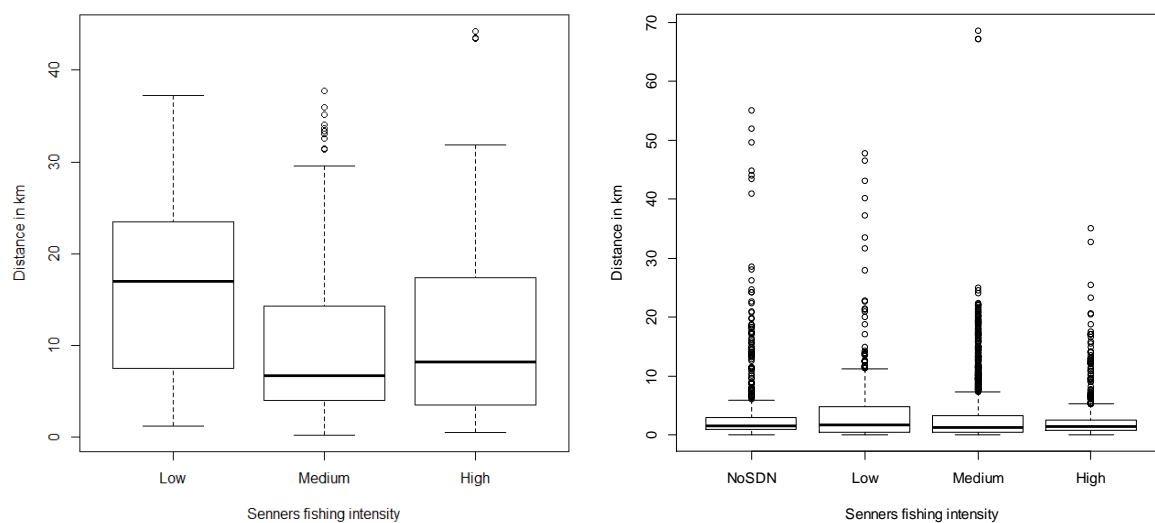 Distance in km
40
30
20
10
0
Low Medium High
Senners fishing intensity
Distance in km
70
60
50
40
30
20
10
0
NoSDN Low Medium High
Senners fishing intensity